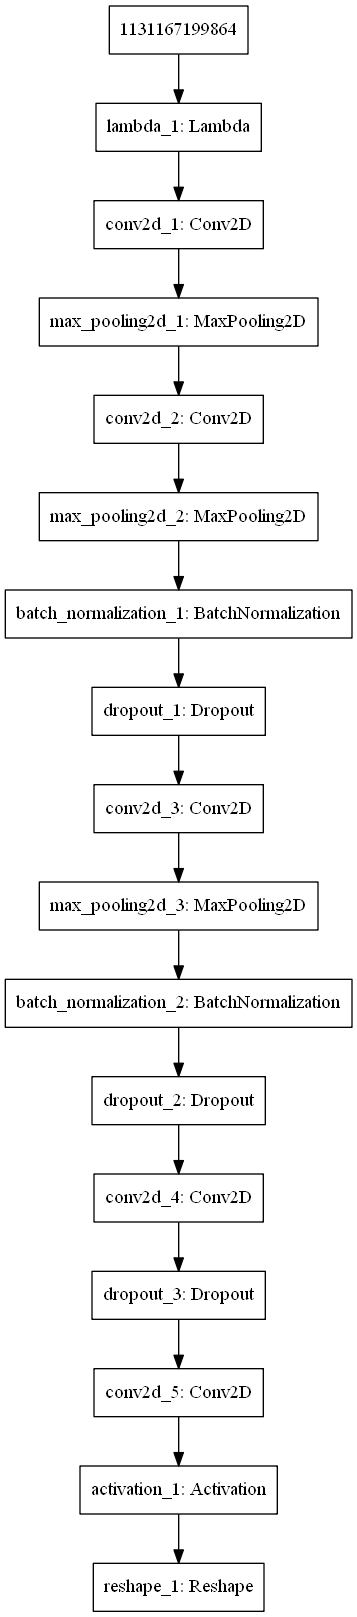 1131167199864
lambda_1: Lambda
conv2d_1: Conv2D
max_pooling2d_1: MaxPooling2D
conv2d_2: Conv2D
max_pooling2d_2: MaxPooling2D
batch_normalization_1: BatchNormalization
dropout_1: Dropout
conv2d_3: Conv2D
max_pooling2d_3: MaxPooling2D
batch_normalization_2: BatchNormalization
dropout_2: Dropout
conv2d_4: Conv2D
dropout_3: Dropout
conv2d_5: Conv2D
activation_1: Activation
reshape_1: Reshape